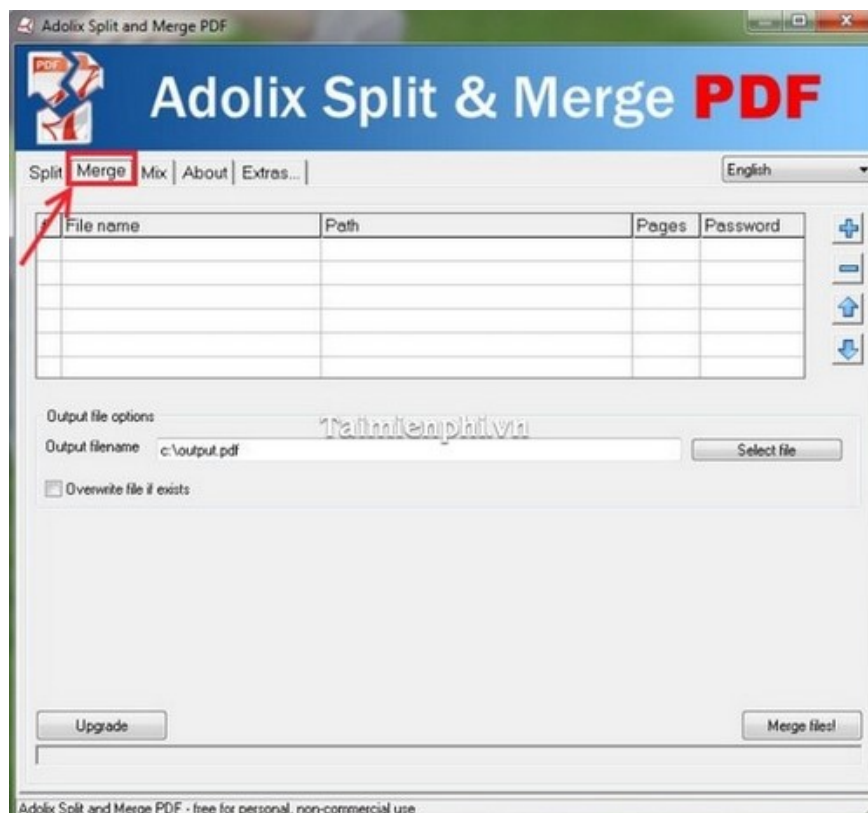 Adolix Split and Merge PDF
PDF
Adolix Split & Merge PDF
Split Merge Mix About Extras... English
File name Path Pages Password
Output file options
Taimienphi.vn
Output filename c:\output.pdf Select file
Overwrite file if exists
Upgrade Merge files!
Adolix Split and Merge PDF - free for personal, non-commercial use